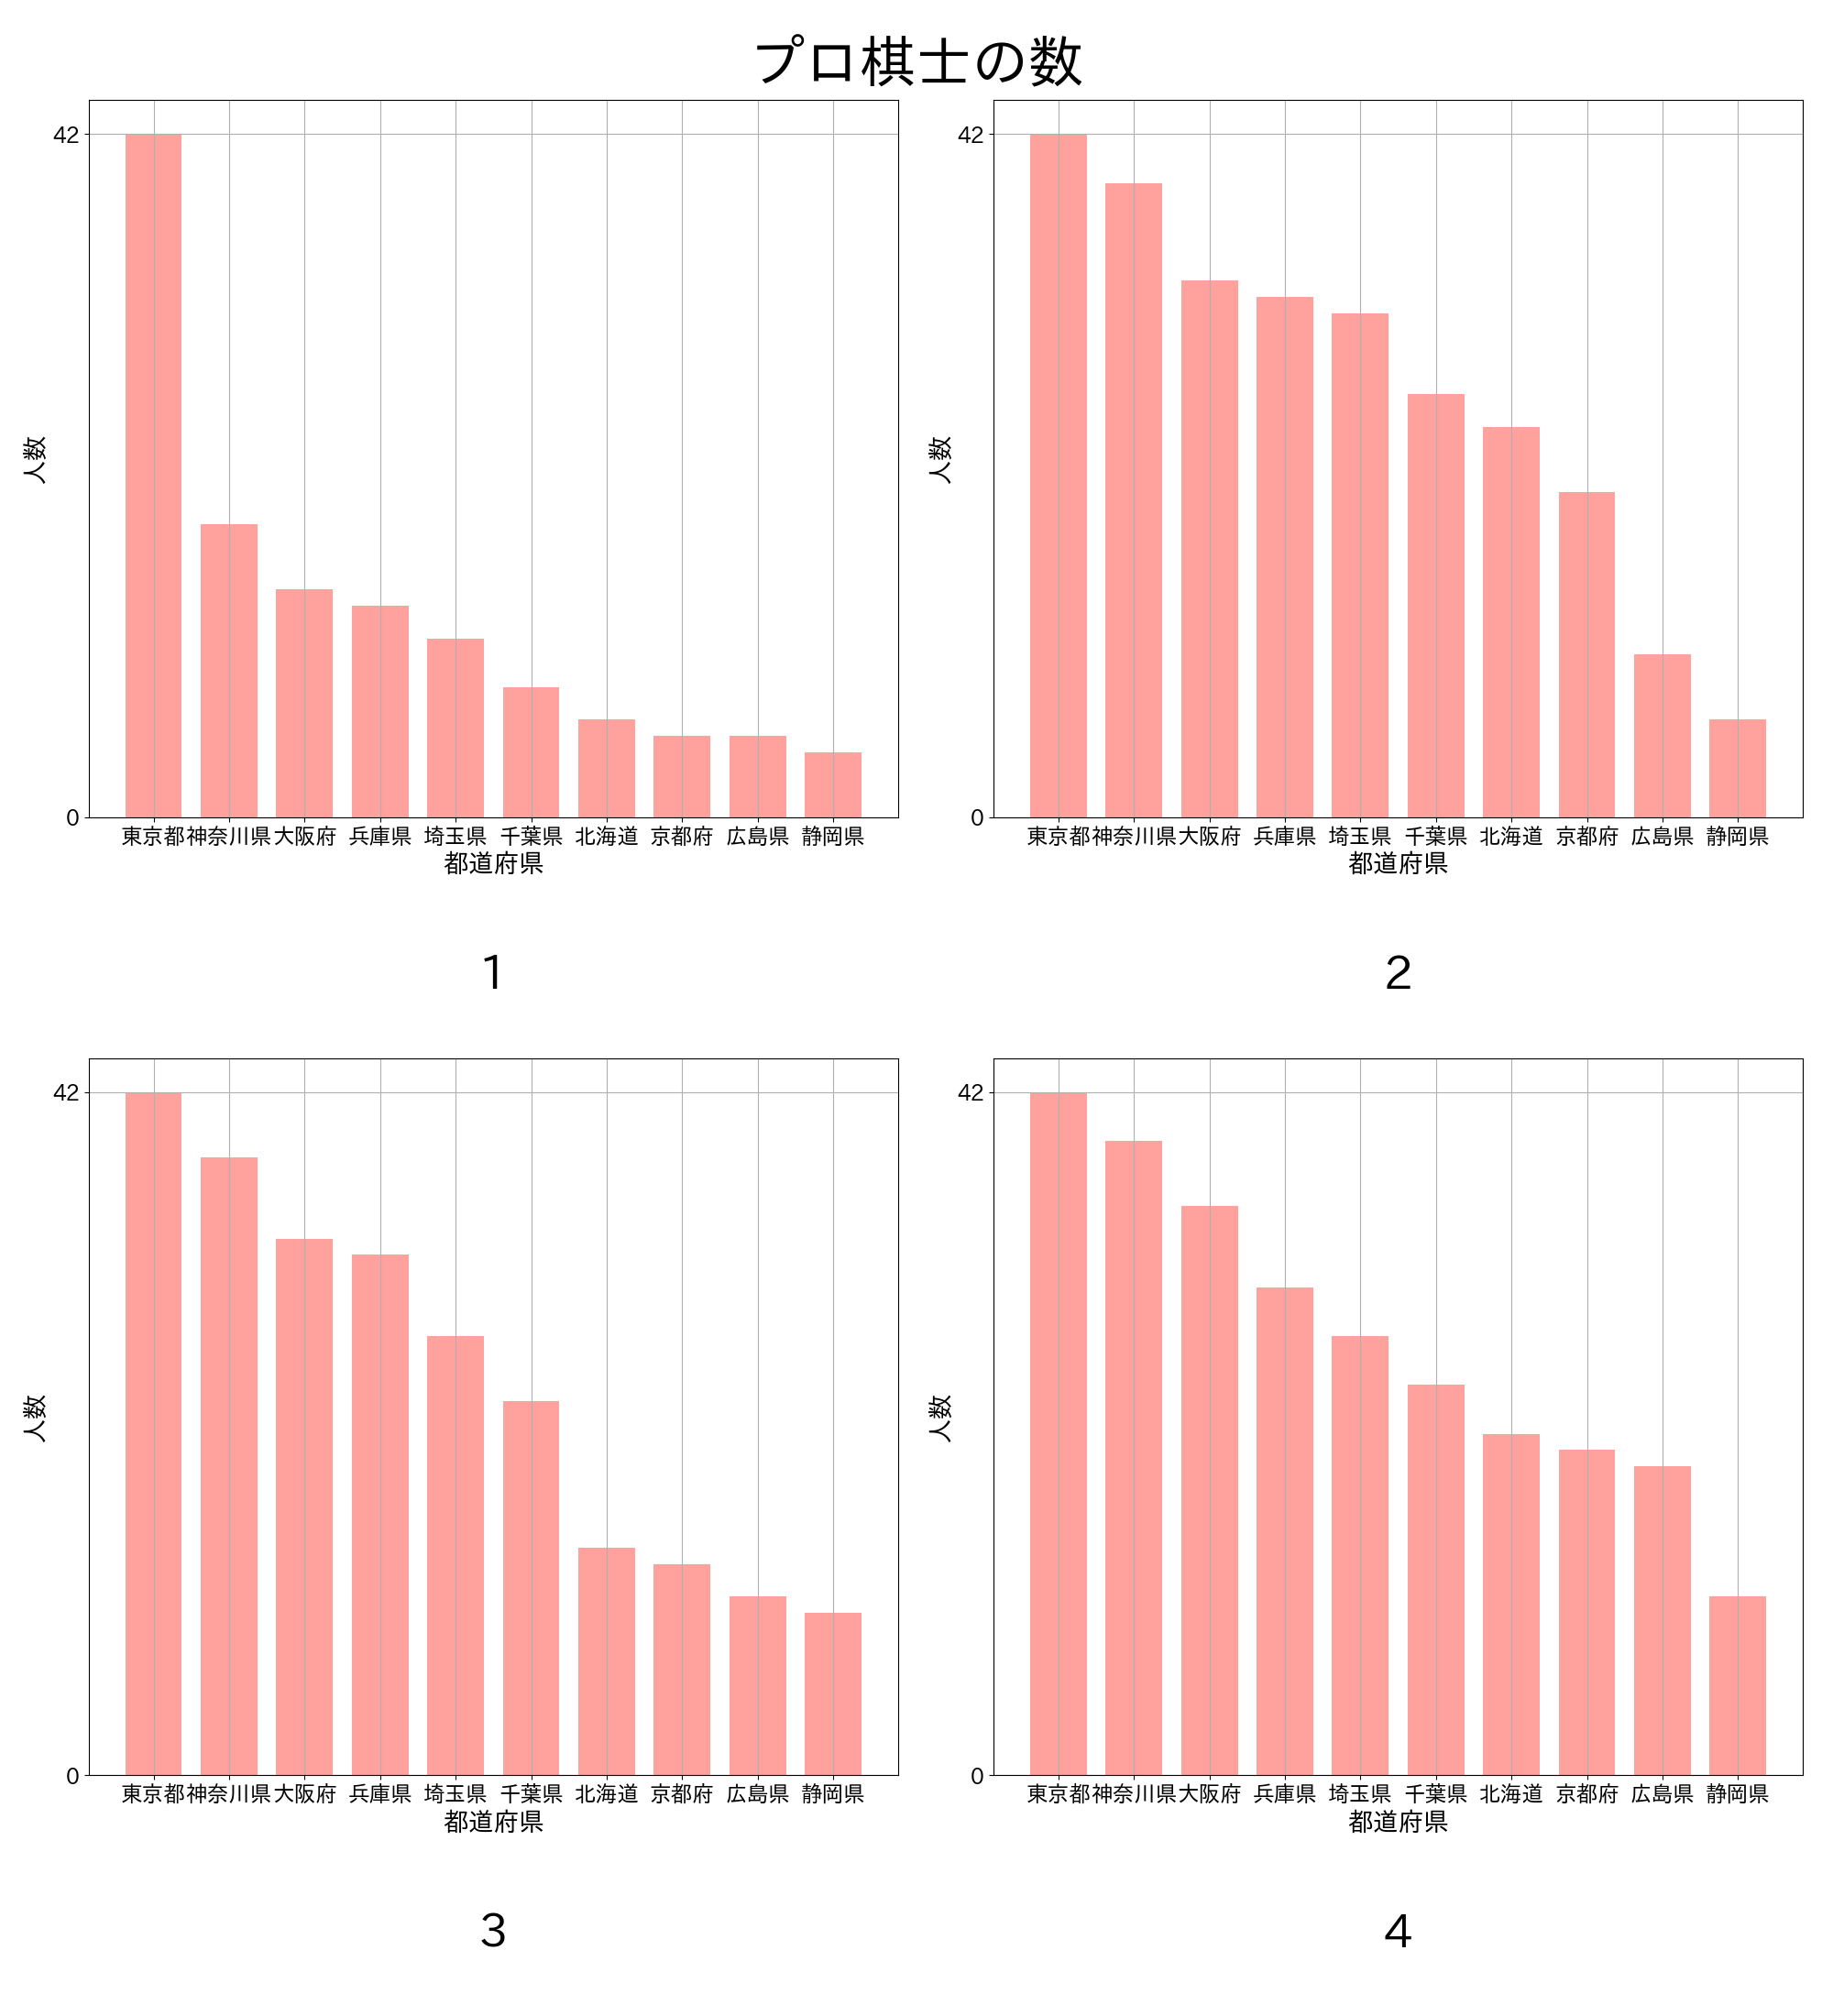 プロ棋士の数
42
0
人数
東京都 神奈川県 大阪府 兵庫県 埼玉県 千葉県 北海道 京都府 広島県 静岡県
都道府県
1
42
0
人数
東京都 神奈川県 大阪府 兵庫県 埼玉県 千葉県 北海道 京都府 広島県 静岡県
都道府県
2
42
0
人数
東京都 神奈川県 大阪府 兵庫県 埼玉県 千葉県 北海道 京都府 広島県 静岡県
都道府県
3
42
0
人数
東京都 神奈川県 大阪府 兵庫県 埼玉県 千葉県 北海道 京都府 広島県 静岡県
都道府県
4